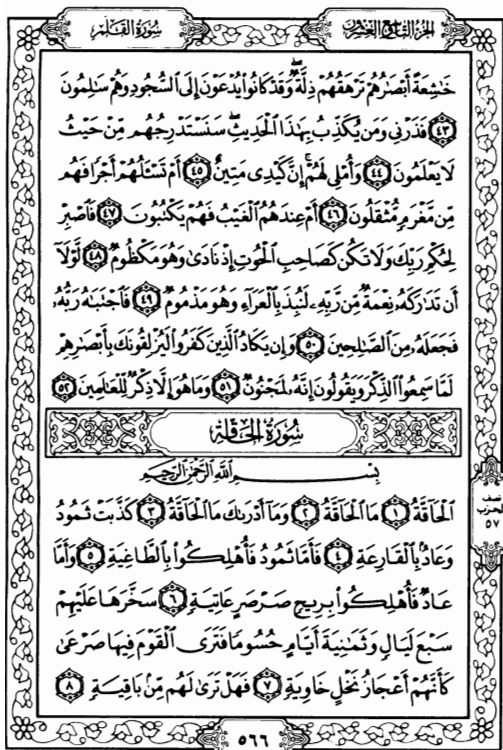 الجزء التاسع والعشرون
سورة القلم
خَٰشِعَةً أَبْصَٰرُهُمْ تَرْهَقُهُمْ ذِلَّةٌۖ وَقَدْ كَانُوا۟ يُدْعَوْنَ إِلَى ٱلسُّجُودِ وَهُمْ سَٰلِمُونَ
٤٣ فَذَرْنِى وَمَن يُكَذِّبُ بِهَٰذَا ٱلْحَدِيثِۖ سَنَسْتَدْرِجُهُم مِّنْ حَيْثُ
لَا يَعْلَمُونَ ٤٤ وَأُمْلِى لَهُمْۚ إِنَّ كَيْدِى مَتِينٌ ٤٥ أَمْ تَسْـَٔلُهُمْ أَجْرًا فَهُم
مِّن مَّغْرَمٍ مُّثْقَلُونَ ٤٦ أَمْ عِندَهُمُ ٱلْغَيْبُ فَهُمْ يَكْتُبُونَ ٤٧ فَٱصْبِرْ
لِحُكْمِ رَبِّكَ وَلَا تَكُن كَصَاحِبِ ٱلْحُوتِ إِذْ نَادَىٰ وَهُوَ مَكْظُومٌ ٤٨ لَّوْلَآ
أَن تَدَٰرَكَهُۥ نِعْمَةٌ مِّن رَّبِّهِۦ لَنُبِذَ بِٱلْعَرَآءِ وَهُوَ مَذْمُومٌ ٤٩ فَٱجْتَبَٰهُ رَبُّهُۥ
فَجَعَلَهُۥ مِنَ ٱلصَّٰلِحِينَ ٥٠ وَإِن يَكَادُ ٱلَّذِينَ كَفَرُوا۟ لَيُزْلِقُونَكَ بِأَبْصَٰرِهِمْ
لَمَّا سَمِعُوا۟ ٱلذِّكْرَ وَيَقُولُونَ إِنَّهُۥ لَمَجْنُونٌ ٥١ وَمَا هُوَ إِلَّا ذِكْرٌ لِّلْعَٰلَمِينَ ٥٢
سُورَةُ الحَاقَّةِ
بِسْمِ ٱللَّهِ ٱلرَّحْمَٰنِ ٱلرَّحِيمِ
ٱلْحَآقَّةُ ١ مَا ٱلْحَآقَّةُ ٢ وَمَآ أَدْرَىٰكَ مَا ٱلْحَآقَّةُ ٣ كَذَّبَتْ ثَمُودُ
وَعَادٌۢ بِٱلْقَارِعَةِ ٤ فَأَمَّا ثَمُودُ فَأُهْلِكُوا۟ بِٱلطَّاغِيَةِ ٥ وَأَمَّا
عَادٌ فَأُهْلِكُوا۟ بِرِيحٍ صَرْصَرٍ عَاتِيَةٍ ٦ سَخَّرَهَا عَلَيْهِمْ
سَبْعَ لَيَالٍ وَثَمَٰنِيَةَ أَيَّامٍ حُسُومًا فَتَرَى ٱلْقَوْمَ فِيهَا صَرْعَىٰ
كَأَنَّهُمْ أَعْجَازُ نَخْلٍ خَاوِيَةٍ ٧ فَهَلْ تَرَىٰ لَهُم مِّنۢ بَاقِيَةٍ ٨
نصف
الحزب
٥٧
٥٦٦